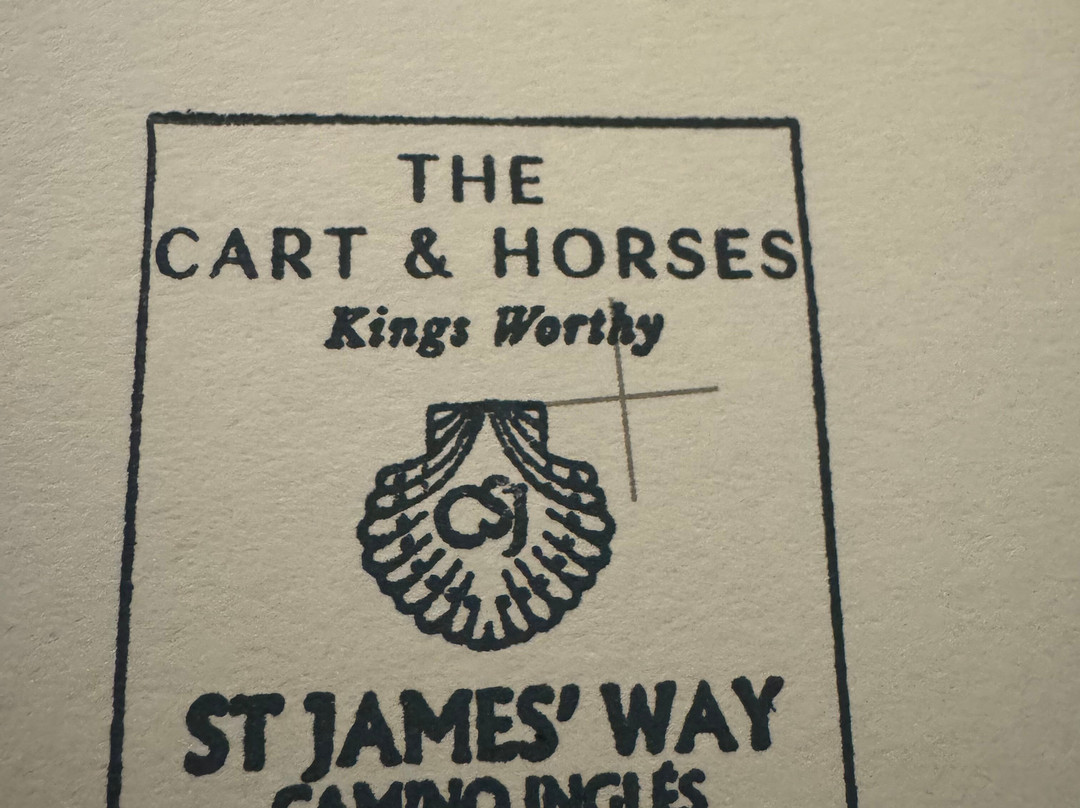 THE
CART & HORSES
Kings Worthy
CSJ
ST JAMES' WAY
CAMINO INGLÉS